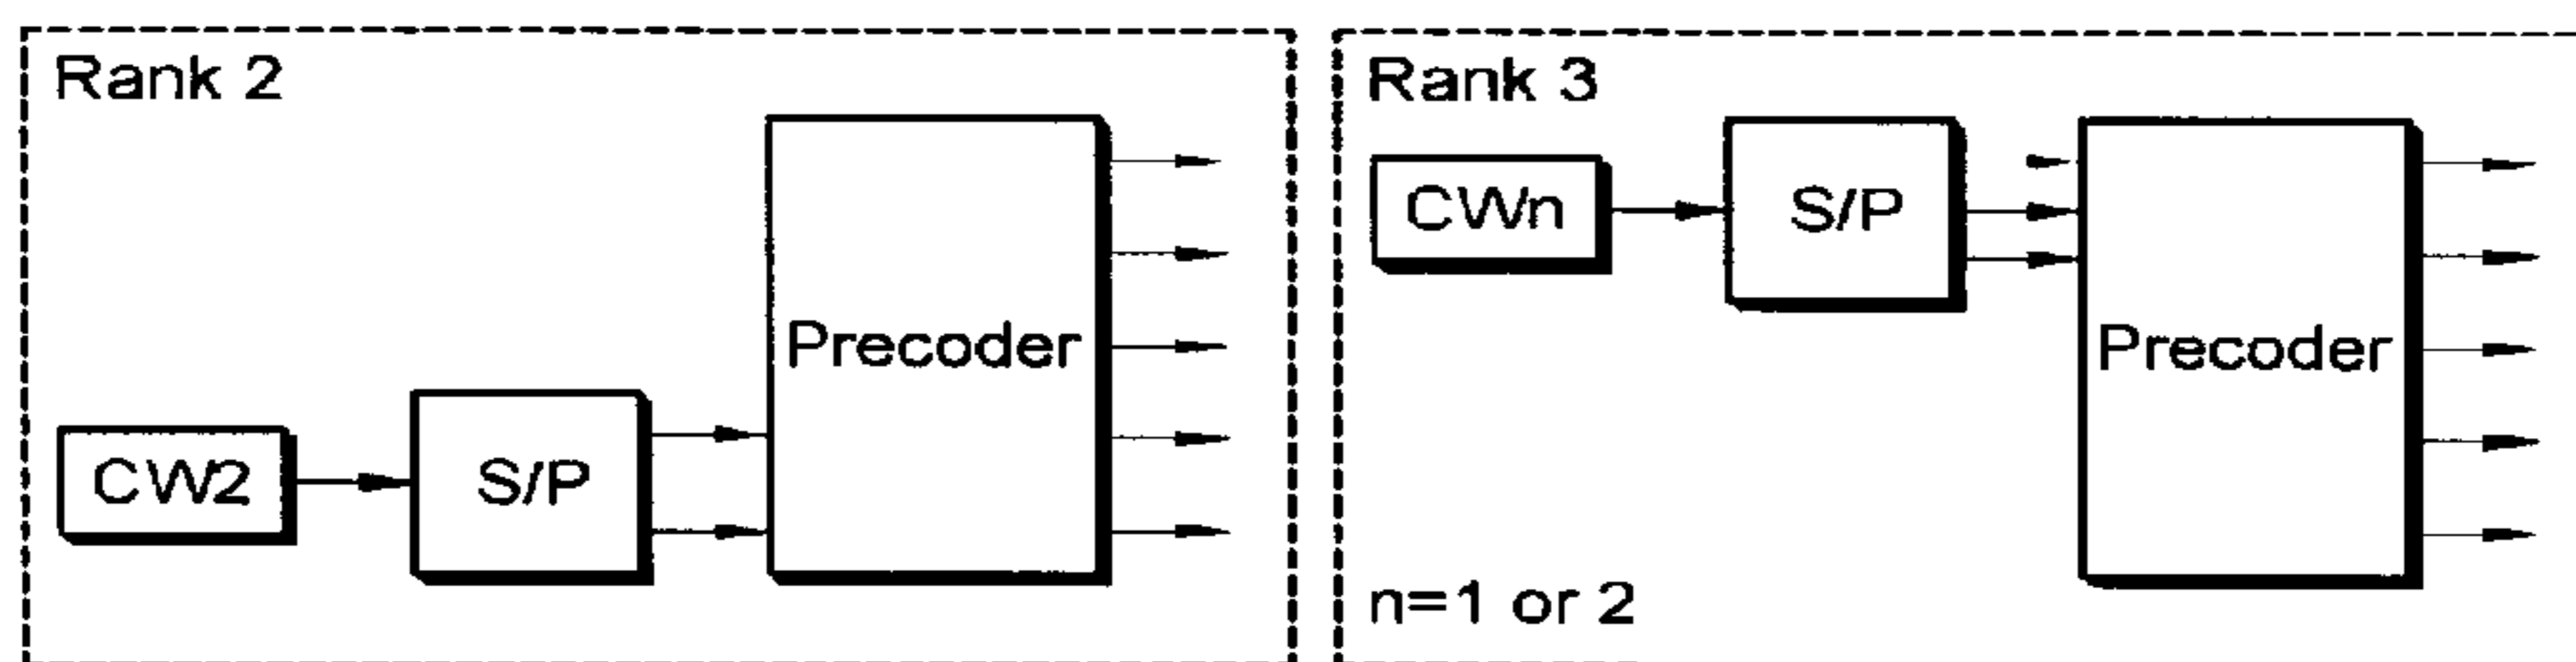 Rank 2
CW2
S/P
Precoder
Rank 3
CWn
S/P
Precoder
n=1 or 2